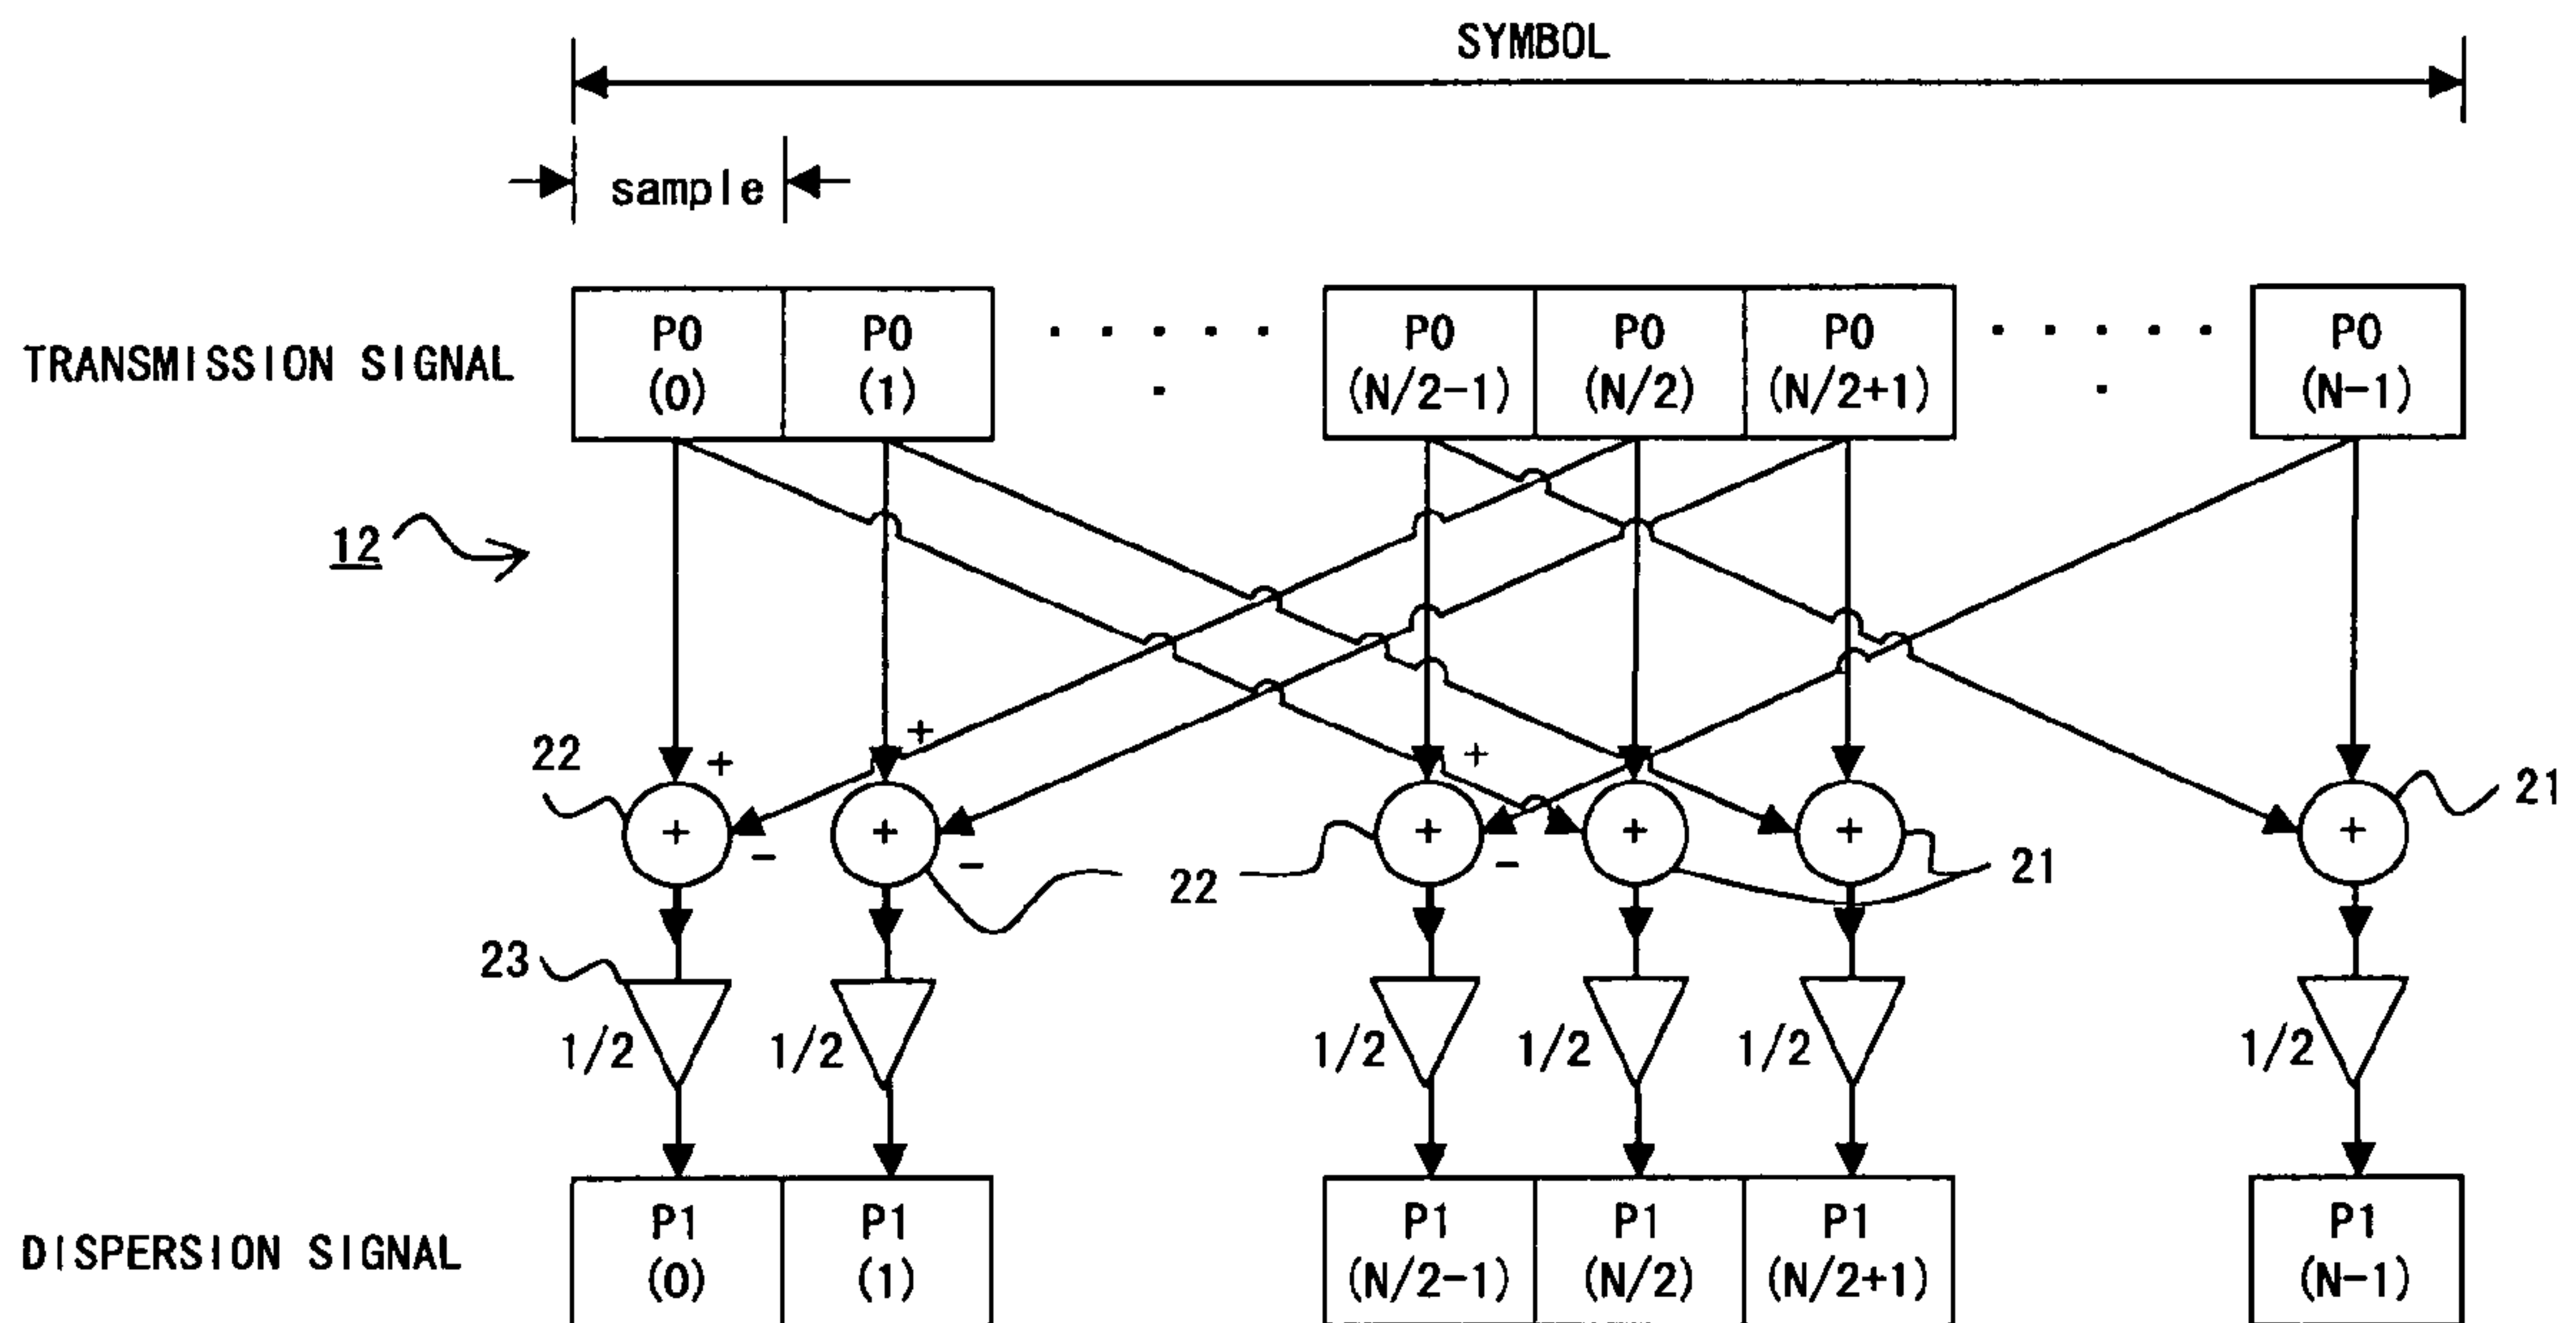 SYMBOL
sample
TRANSMISSION SIGNAL
P0 P0 · · · · · · P0 P0 P0 · · · · · · P0
(0) (1) (N/2-1) (N/2) (N/2+1) (N-1)
12
+ + +
22 21
+ + + + + +
- - -
22 21
23
1/2 1/2 1/2 1/2 1/2 1/2
DISPERSION SIGNAL
P1 P1 P1 P1 P1 P1
(0) (1) (N/2-1) (N/2) (N/2+1) (N-1)